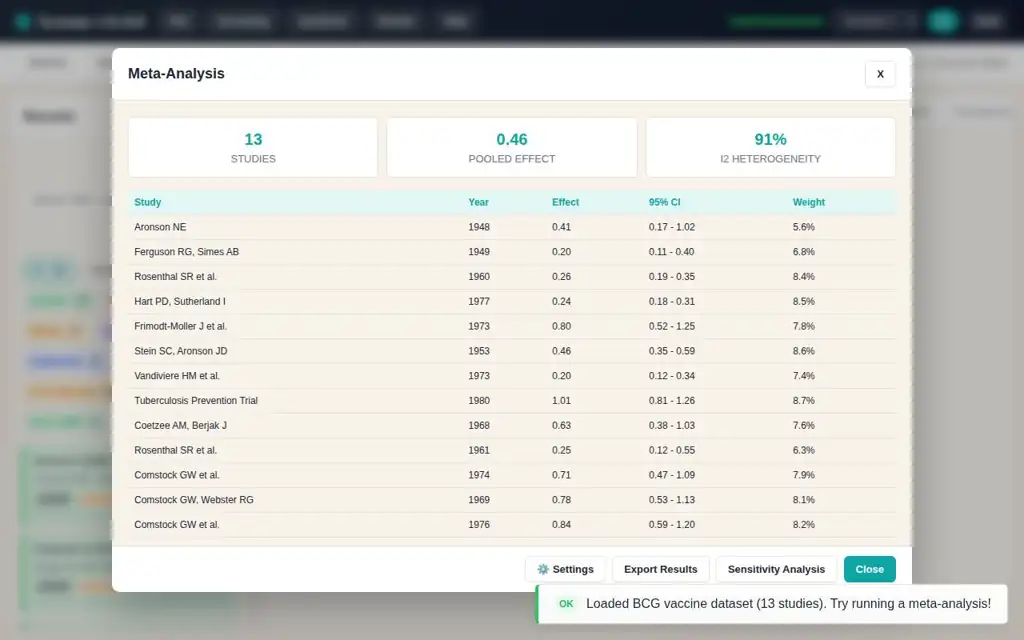 Meta-Analysis X
13 0.46 91%
STUDIES POOLED EFFECT I2 HETEROGENEITY
Study Year Effect 95% CI Weight
Aronson NE 1948 0.41 0.17 - 1.02 5.6%
Ferguson RG, Simes AB 1949 0.20 0.11 - 0.40 6.8%
Rosenthal SR et al. 1960 0.26 0.19 - 0.35 8.4%
Hart PD, Sutherland I 1977 0.24 0.18 - 0.31 8.5%
Frimodt-Moller J et al. 1973 0.80 0.52 - 1.25 7.8%
Stein SC, Aronson JD 1953 0.46 0.35 - 0.59 8.6%
Vandiviere HM et al. 1973 0.20 0.12 - 0.34 7.4%
Tuberculosis Prevention Trial 1980 1.01 0.81 - 1.26 8.7%
Coetzee AM, Berjak J 1968 0.63 0.38 - 1.03 7.6%
Rosenthal SR et al. 1961 0.25 0.12 - 0.55 6.3%
Comstock GW et al. 1974 0.71 0.47 - 1.09 7.9%
Comstock GW, Webster RG 1969 0.78 0.53 - 1.13 8.1%
Comstock GW et al. 1976 0.84 0.59 - 1.20 8.2%
Settings Export Results Sensitivity Analysis Close
OK Loaded BCG vaccine dataset (13 studies). Try running a meta-analysis!